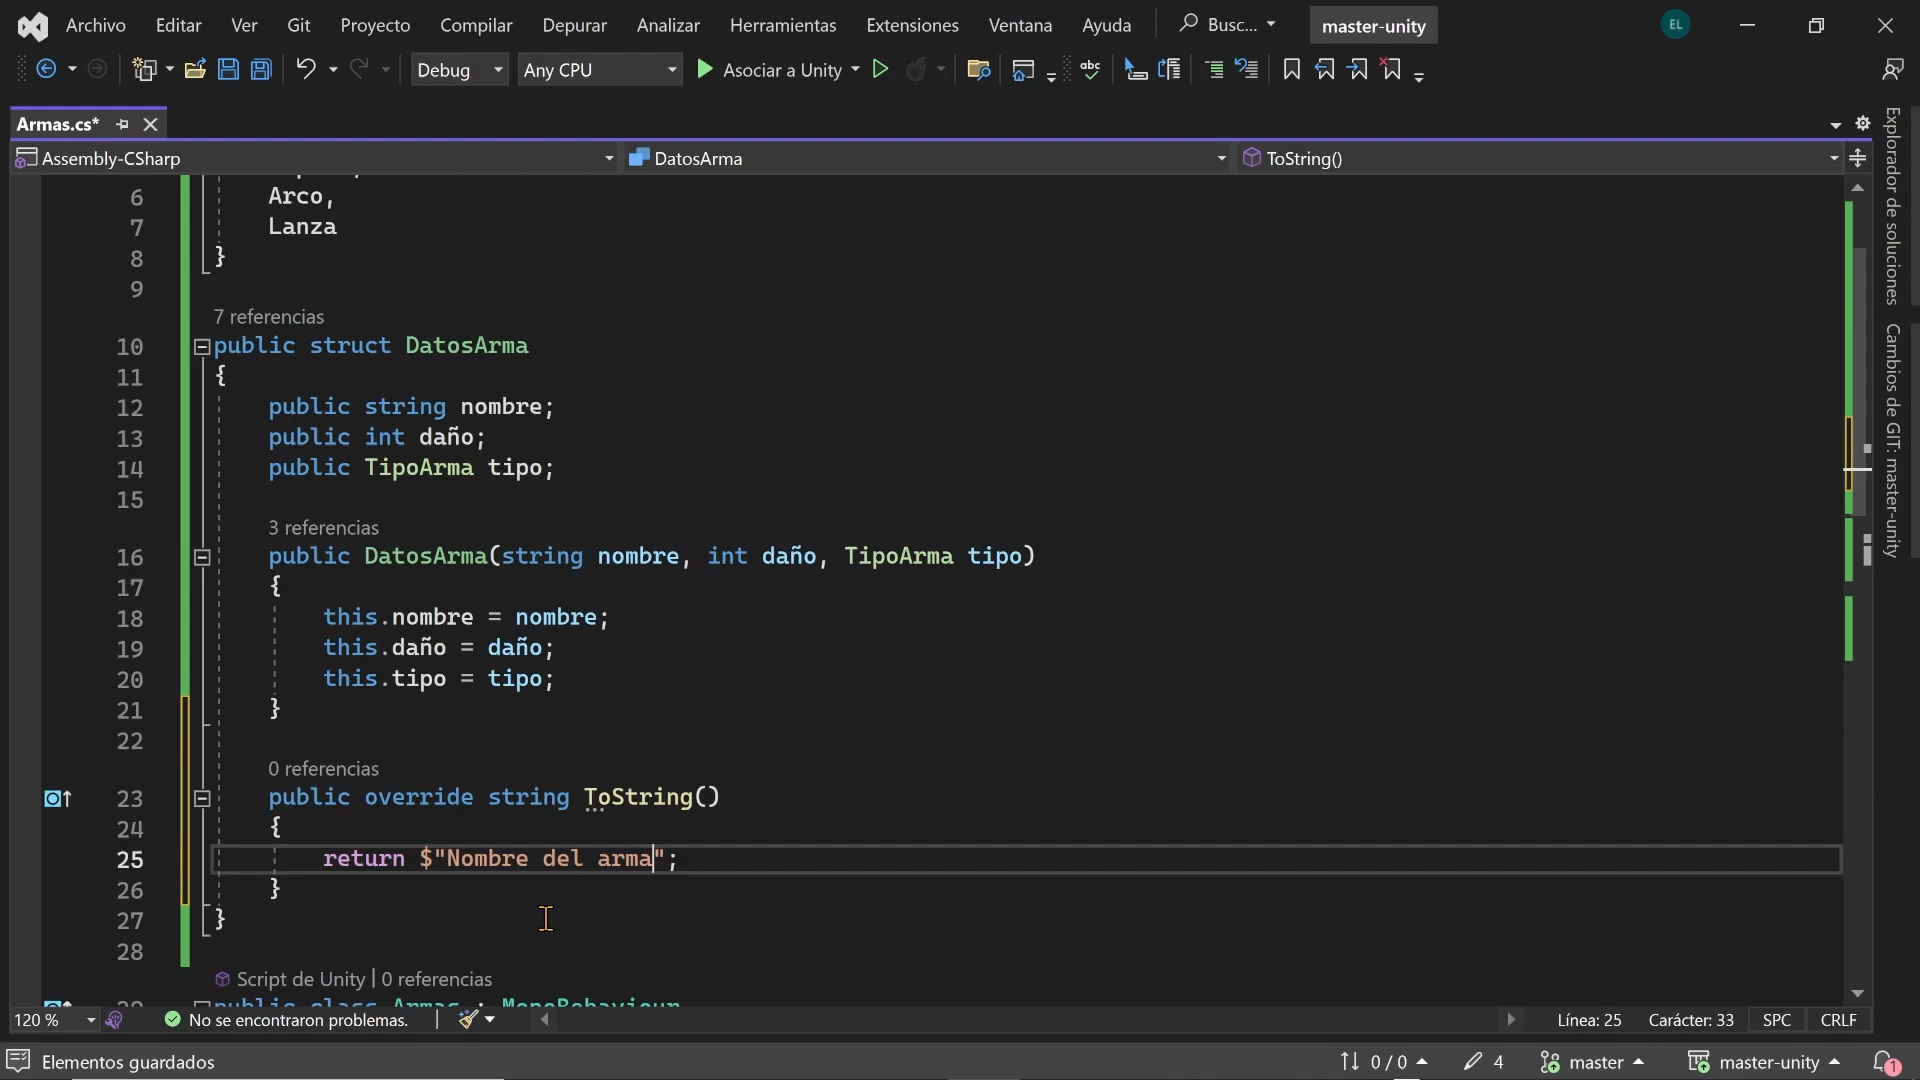 Archivo Editar Ver Git Proyecto Compilar Depurar Analizar Herramientas Extensiones Ventana Ayuda Busc... master-unity EL
Debug Any CPU Asociar a Unity abc
Armas.cs*
Assembly-CSharp DatosArma ToString()
6 Arco,
7 Lanza
8 }
9
7 referencias
10 public struct DatosArma
11 {
12 public string nombre;
13 public int daño;
14 public TipoArma tipo;
15
3 referencias
16 public DatosArma(string nombre, int daño, TipoArma tipo)
17 {
18 this.nombre = nombre;
19 this.daño = daño;
20 this.tipo = tipo;
21 }
22
0 referencias
23 public override string ToString()
24 {
25 return $"Nombre del arma";
26 }
27 }
28
Script de Unity | 0 referencias
public class Armas : MonoBehaviour
120 % No se encontraron problemas. Línea: 25 Carácter: 33 SPC CRLF
Elementos guardados 0 / 0 4 master master-unity 1
Explorador de soluciones
Cambios de GIT: master-unity